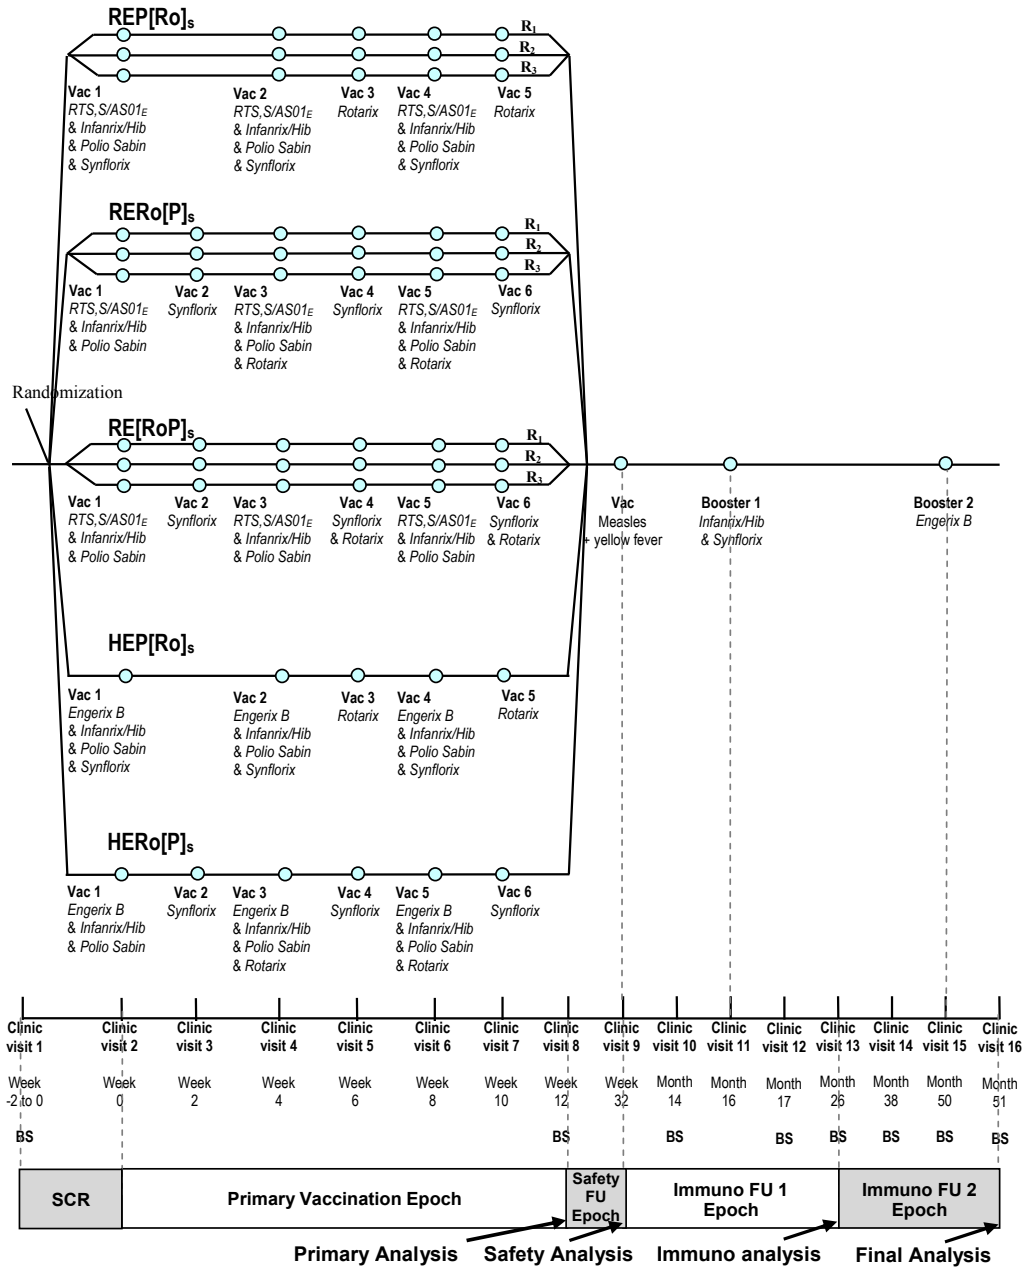 REP[Ro]s
R1
R2
R3
Vac 1
RTS,S/AS01E
& Infanrix/Hib
& Polio Sabin
& Synflorix
Vac 2
RTS,S/AS01E
& Infanrix/Hib
& Polio Sabin
& Synflorix
Vac 3
Rotarix
Vac 4
RTS,S/AS01E
& Infanrix/Hib
& Polio Sabin
& Synflorix
Vac 5
Rotarix
RERo[P]s
R1
R2
R3
Vac 1
RTS,S/AS01E
& Infanrix/Hib
& Polio Sabin
Vac 2
Synflorix
Vac 3
RTS,S/AS01E
& Infanrix/Hib
& Polio Sabin
& Rotarix
Vac 4
Synflorix
Vac 5
RTS,S/AS01E
& Infanrix/Hib
& Polio Sabin
& Rotarix
Vac 6
Synflorix
Randomization
RE[RoP]s
R1
R2
R3
Vac 1
RTS,S/AS01E
& Infanrix/Hib
& Polio Sabin
Vac 2
Synflorix
Vac 3
RTS,S/AS01E
& Infanrix/Hib
& Polio Sabin
Vac 4
Synflorix
& Rotarix
Vac 5
RTS,S/AS01E
& Infanrix/Hib
& Polio Sabin
Vac 6
Synflorix
& Rotarix
Vac
Measles
+ yellow fever
Booster 1
Infanrix/Hib
& Synflorix
Booster 2
Engerix B
HEP[Ro]s
Vac 1
Engerix B
& Infanrix/Hib
& Polio Sabin
& Synflorix
Vac 2
Engerix B
& Infanrix/Hib
& Polio Sabin
& Synflorix
Vac 3
Rotarix
Vac 4
Engerix B
& Infanrix/Hib
& Polio Sabin
& Synflorix
Vac 5
Rotarix
HERo[P]s
Vac 1
Engerix B
& Infanrix/Hib
& Polio Sabin
Vac 2
Synflorix
Vac 3
Engerix B
& Infanrix/Hib
& Polio Sabin
& Rotarix
Vac 4
Synflorix
Vac 5
Engerix B
& Infanrix/Hib
& Polio Sabin
& Rotarix
Vac 6
Synflorix
Clinic Clinic Clinic Clinic Clinic Clinic Clinic Clinic Clinic Clinic Clinic Clinic Clinic Clinic Clinic Clinic
visit 1 visit 2 visit 3 visit 4 visit 5 visit 6 visit 7 visit 8 visit 9 visit 10 visit 11 visit 12 visit 13 visit 14 visit 15 visit 16
Week Week Week Week Week Week Week Week Week Month Month Month Month Month Month Month
-2 to 0 0 2 4 6 8 10 12 32 14 16 17 26 38 50 51
BS BS BS BS BS BS BS BS
SCR
Primary Vaccination Epoch
Safety
FU
Epoch
Immuno FU 1
Epoch
Immuno FU 2
Epoch
Primary Analysis Safety Analysis Immuno analysis Final Analysis